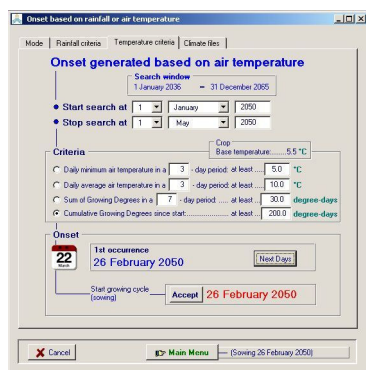 Onset based on rainfall or air temperature
Mode Rainfall criteria Temperature criteria Climate files
Onset generated based on air temperature
Search window
1 January 2036 – 31 December 2065
Start search at 1 January 2050
Stop search at 1 May 2050
Crop
Base temperature:......5.5 °C
Criteria
Daily minimum air temperature in a 3 - day period: at least .... 5.0 °C
Daily average air temperature in a 3 - day period: at least .... 10.0 °C
Sum of Growing Degrees in a 7 - day period: ..... at least .... 30.0 degree-days
Cumulative Growing Degrees since start:........................ at least .... 200.0 degree-days
Onset
22
March
1st occurrence
26 February 2050
Next Days
Start growing cycle
(sowing)
Accept 26 February 2050
Cancel Main Menu (Sowing 26 February 2050)